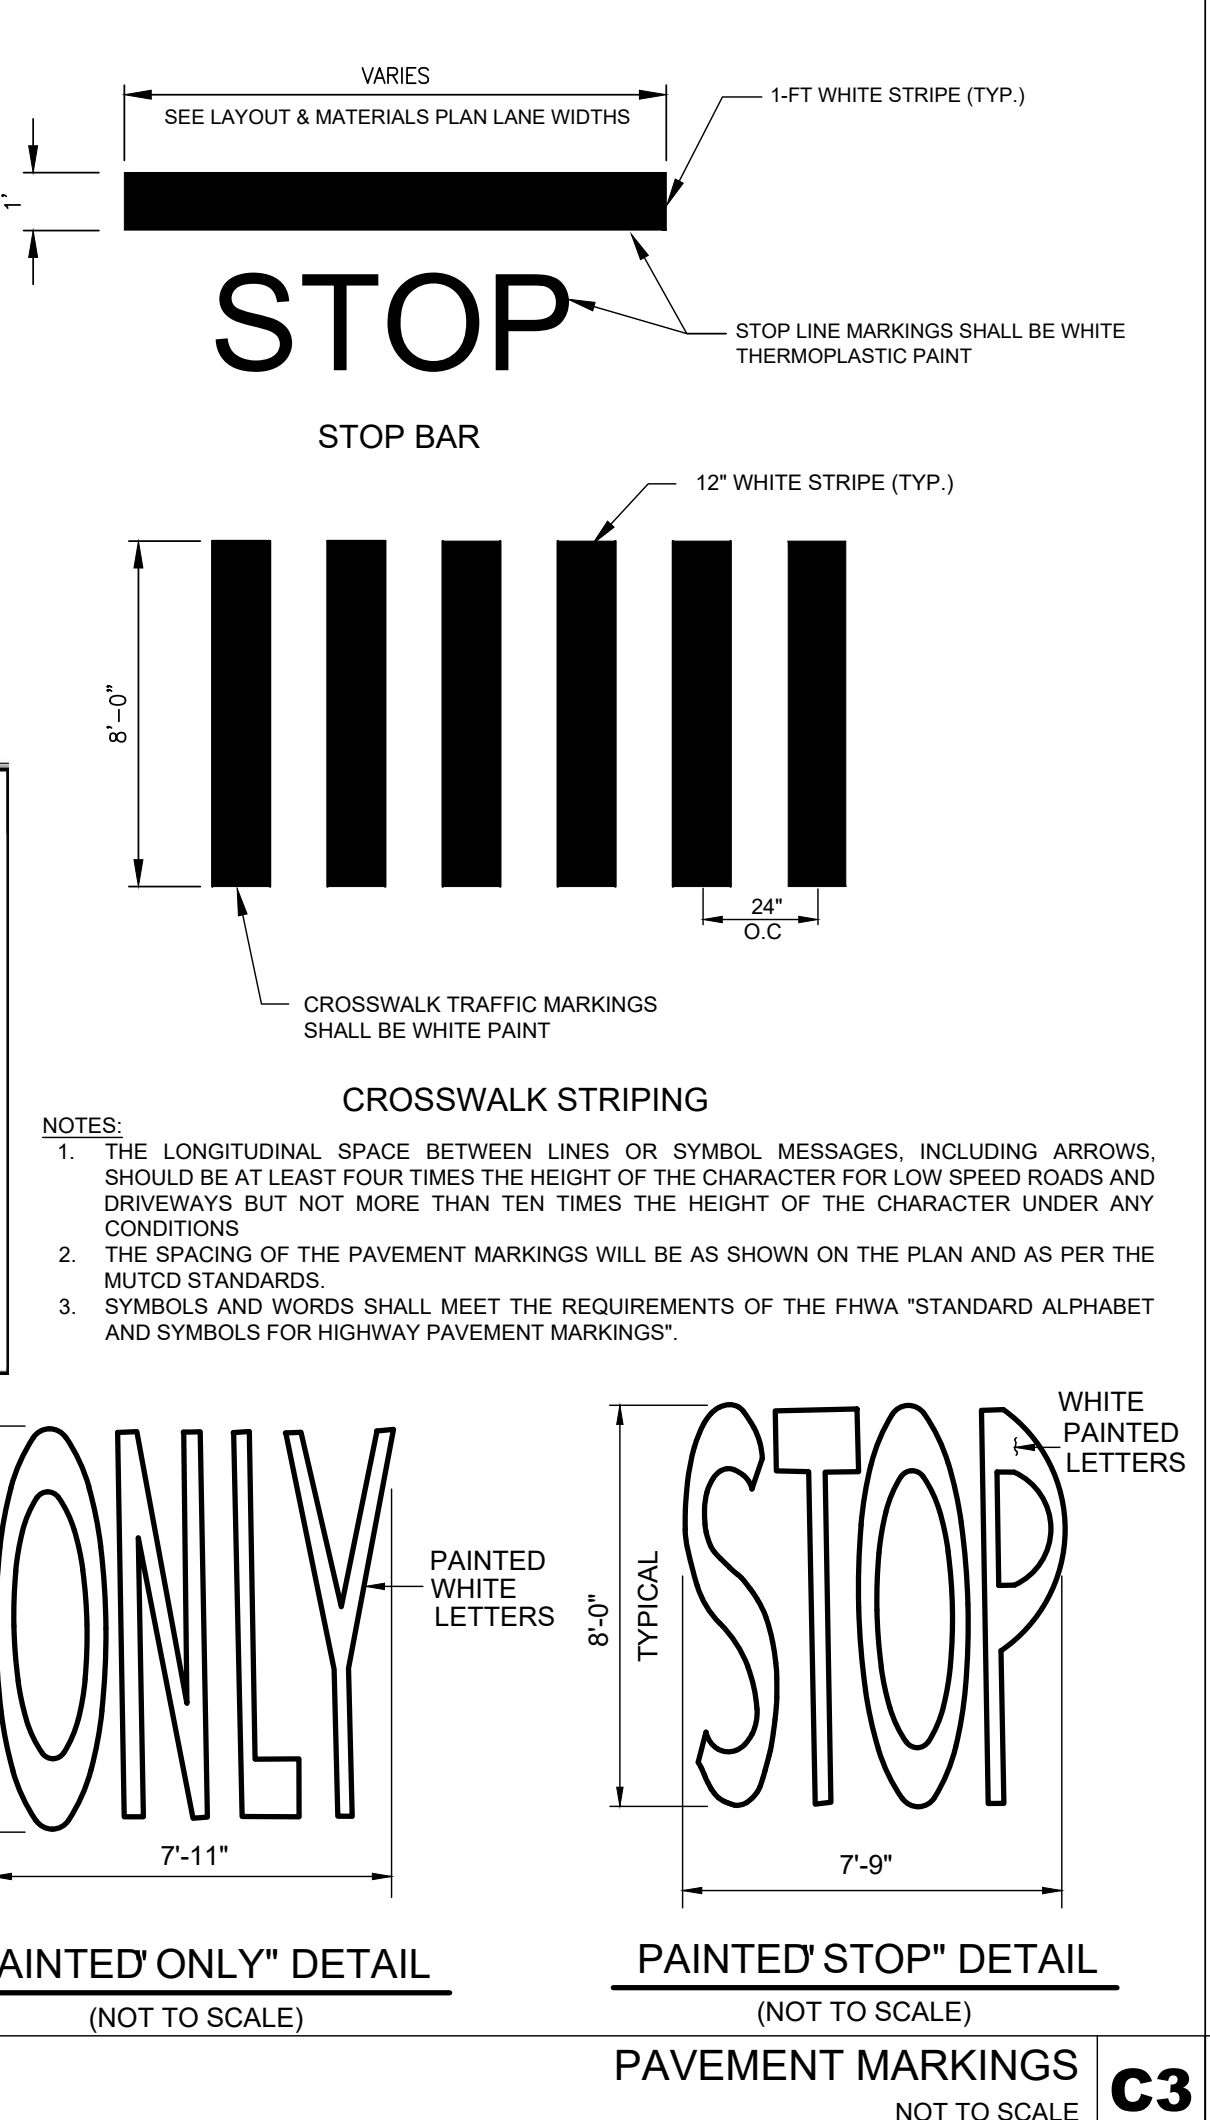 VARIES
SEE LAYOUT & MATERIALS PLAN LANE WIDTHS
1-FT WHITE STRIPE (TYP.)
1'
STOP
STOP LINE MARKINGS SHALL BE WHITE
THERMOPLASTIC PAINT
STOP BAR
12" WHITE STRIPE (TYP.)
8'-0"
24"
O.C
CROSSWALK TRAFFIC MARKINGS
SHALL BE WHITE PAINT
CROSSWALK STRIPING
NOTES:
1. THE LONGITUDINAL SPACE BETWEEN LINES OR SYMBOL MESSAGES, INCLUDING ARROWS,
SHOULD BE AT LEAST FOUR TIMES THE HEIGHT OF THE CHARACTER FOR LOW SPEED ROADS AND
DRIVEWAYS BUT NOT MORE THAN TEN TIMES THE HEIGHT OF THE CHARACTER UNDER ANY
CONDITIONS
2. THE SPACING OF THE PAVEMENT MARKINGS WILL BE AS SHOWN ON THE PLAN AND AS PER THE
MUTCD STANDARDS.
3. SYMBOLS AND WORDS SHALL MEET THE REQUIREMENTS OF THE FHWA "STANDARD ALPHABET
AND SYMBOLS FOR HIGHWAY PAVEMENT MARKINGS".
ONLY
PAINTED
WHITE
LETTERS
7'-11"
AINTED" ONLY" DETAIL
(NOT TO SCALE)
STOP
WHITE
PAINTED
LETTERS
8'-0"
TYPICAL
7'-9"
PAINTED" STOP" DETAIL
(NOT TO SCALE)
PAVEMENT MARKINGS
NOT TO SCALE
C3